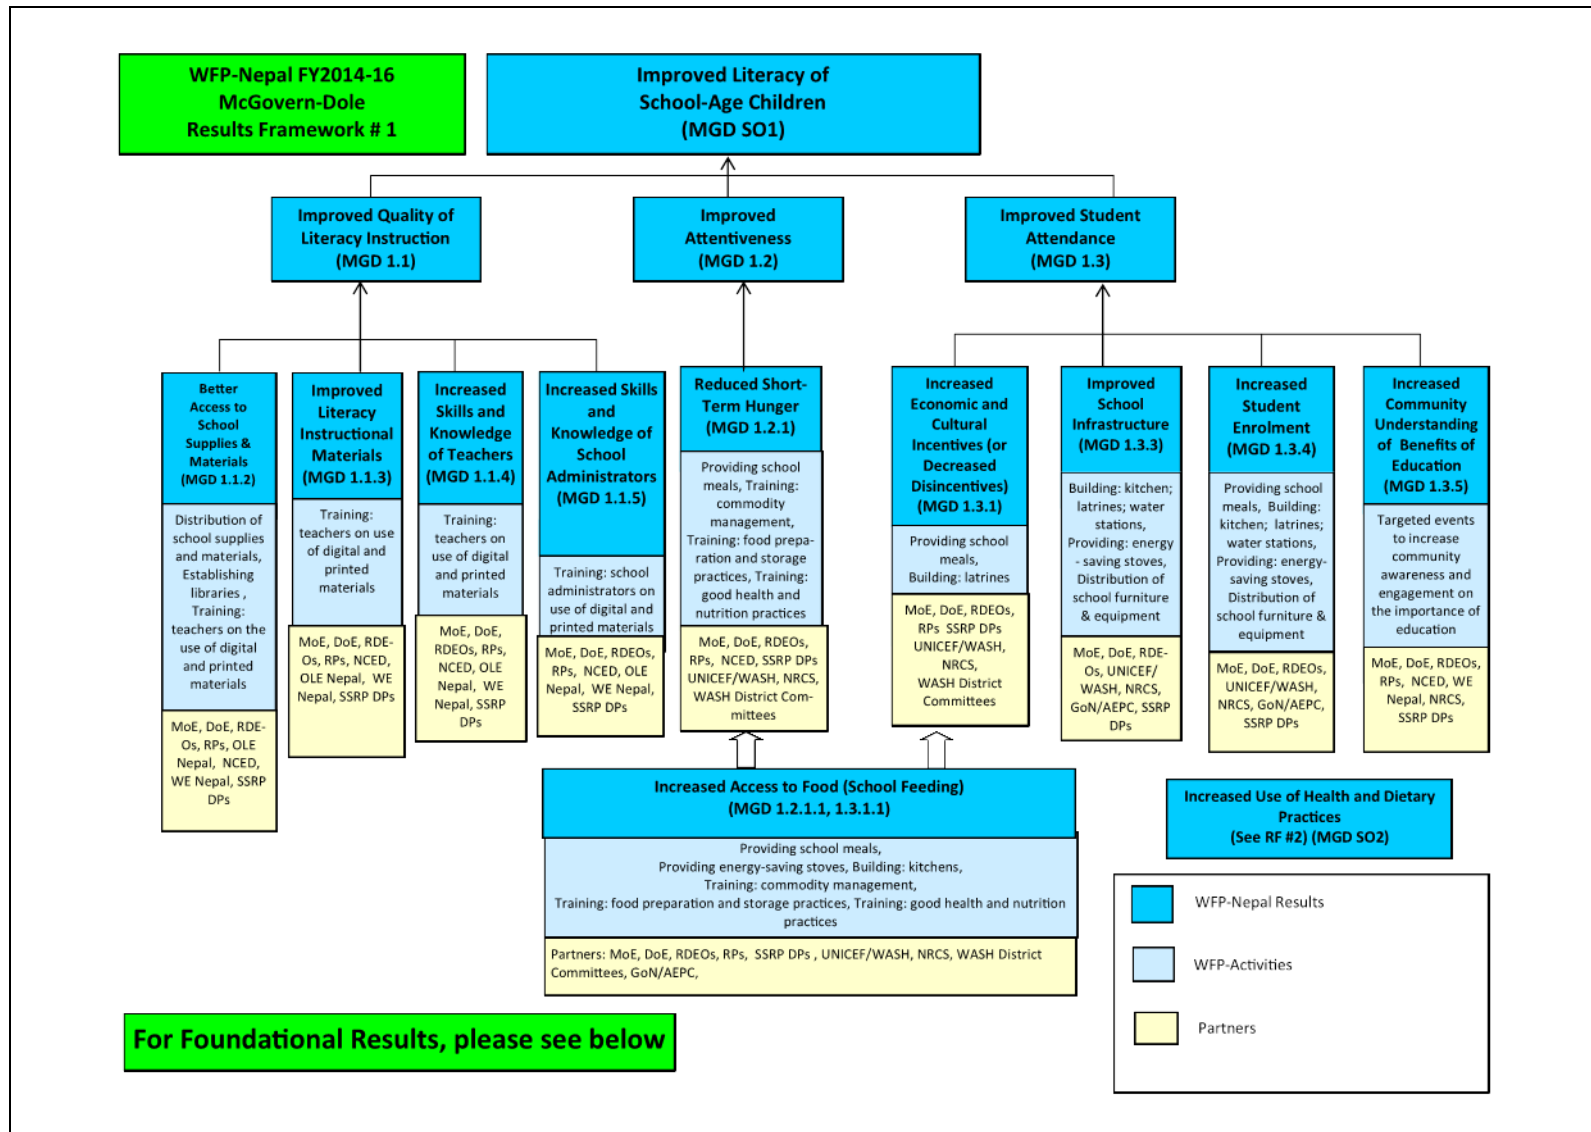 WFP-Nepal FY2014-16
McGovern-Dole
Results Framework # 1
Improved Literacy of
School-Age Children
(MGD SO1)
Improved Quality of
Literacy Instruction
(MGD 1.1)
Improved
Attentiveness
(MGD 1.2)
Improved Student
Attendance
(MGD 1.3)
Better
Access to
School
Supplies &
Materials
(MGD 1.1.2)
Distribution of
school supplies
and materials,
Establishing
libraries ,
Training:
teachers on the
use of digital
and printed
materials
MoE, DoE, RDE-
Os, RPs, OLE
Nepal, NCED,
WE Nepal, SSRP
DPs
Improved
Literacy
Instructional
Materials
(MGD 1.1.3)
Training:
teachers on use
of digital and
printed
materials
MoE, DoE, RDE-
Os, RPs, NCED,
OLE Nepal, WE
Nepal, SSRP DPs
Increased
Skills and
Knowledge
of Teachers
(MGD 1.1.4)
Training:
teachers on
use of digital
and printed
materials
MoE, DoE,
RDEOs, RPs,
NCED, OLE
Nepal, WE
Nepal, SSRP
DPs
Increased Skills
and
Knowledge of
School
Administrators
(MGD 1.1.5)
Training: school
administrators on
use of digital and
printed materials
MoE, DoE, RDEOs,
RPs, NCED, OLE
Nepal, WE Nepal,
SSRP DPs
Reduced Short-
Term Hunger
(MGD 1.2.1)
Providing school
meals, Training:
commodity
management,
Training: food prepa-
ration and storage
practices, Training:
good health and
nutrition practices
MoE, DoE, RDEOs,
RPs, NCED, SSRP DPs
UNICEF/WASH, NRCS,
WASH District Com-
mittees
Increased
Economic and
Cultural
Incentives (or
Decreased
Disincentives)
(MGD 1.3.1)
Providing school
meals,
Building: latrines
MoE, DoE, RDEOs,
RPs SSRP DPs
UNICEF/WASH,
NRCS,
WASH District
Committees
Improved
School
Infrastructure
(MGD 1.3.3)
Building: kitchen;
latrines; water
stations,
Providing: energy
- saving stoves,
Distribution of
school furniture
& equipment
MoE, DoE, RDE-
Os, UNICEF/
WASH, NRCS,
GoN/AEPC, SSRP
DPs
Increased
Student
Enrolment
(MGD 1.3.4)
Providing school
meals, Building:
kitchen; latrines;
water stations,
Providing: energy-
saving stoves,
Distribution of
school furniture &
equipment
MoE, DoE, RDEOs,
UNICEF/WASH,
NRCS, GoN/AEPC,
SSRP DPs
Increased
Community
Understanding
of Benefits of
Education
(MGD 1.3.5)
Targeted events
to increase
community
awareness and
engagement on
the importance of
education
MoE, DoE, RDEOs,
RPs, NCED, WE
Nepal, NRCS,
SSRP DPs
Increased Access to Food (School Feeding)
(MGD 1.2.1.1, 1.3.1.1)
Providing school meals,
Providing energy-saving stoves, Building: kitchens,
Training: commodity management,
Training: food preparation and storage practices, Training: good health and nutrition
practices
Partners: MoE, DoE, RDEOs, RPs, SSRP DPs , UNICEF/WASH, NRCS, WASH District
Committees, GoN/AEPC,
Increased Use of Health and Dietary
Practices
(See RF #2) (MGD SO2)
WFP-Nepal Results
WFP-Activities
Partners
For Foundational Results, please see below